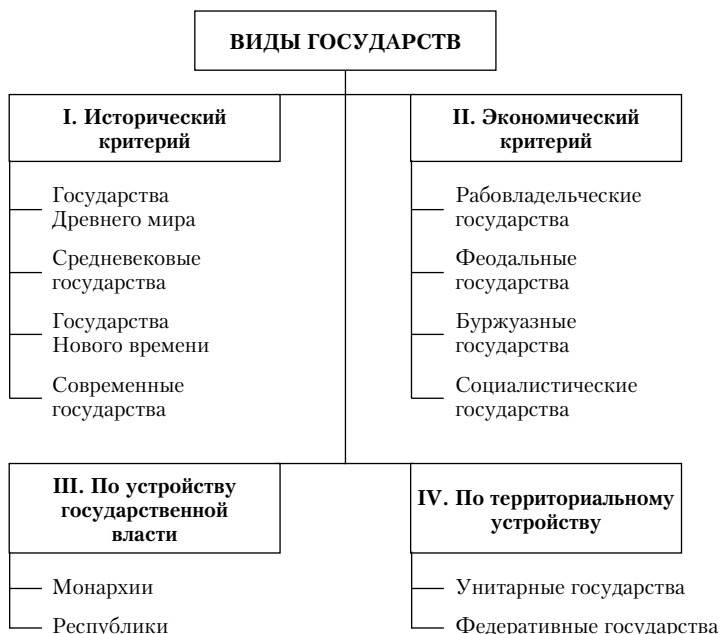 ВИДЫ ГОСУДАРСТВ
I. Исторический
критерий
Государства
Древнего мира
Средневековые
государства
Государства
Нового времени
Современные
государства
II. Экономический
критерий
Рабовладельческие
государства
Феодальные
государства
Буржуазные
государства
Социалистические
государства
III. По устройству
государственной
власти
Монархии
Республики
IV. По территориальному
устройству
Унитарные государства
Федеративные государства